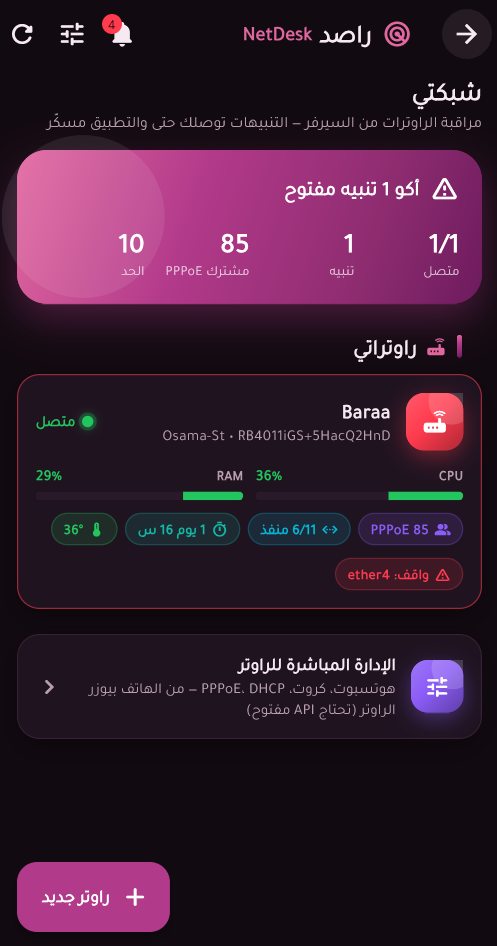 راصد NetDesk
4
شبكتي
مراقبة الراوترات من السيرفر – التنبيهات توصلك حتى والتطبيق مسكّر
أكو 1 تنبيه مفتوح
1/1 1 85 10
متصل تنبيه مشترك PPPoE الحد
راوتراتي
Baraa
متصل
Osama-St • RB4011iGS+5HacQ2HnD
CPU 36% RAM 29%
PPPoE 85
6/11 منفذ
1 يوم 16 س
36°
واقف: ether4
الإدارة المباشرة للراوتر
هوتسبوت، كروت، PPPoE، DHCP – من الهاتف بيوزر
الراوتر (تحتاج API مفتوح)
راوتر جديد